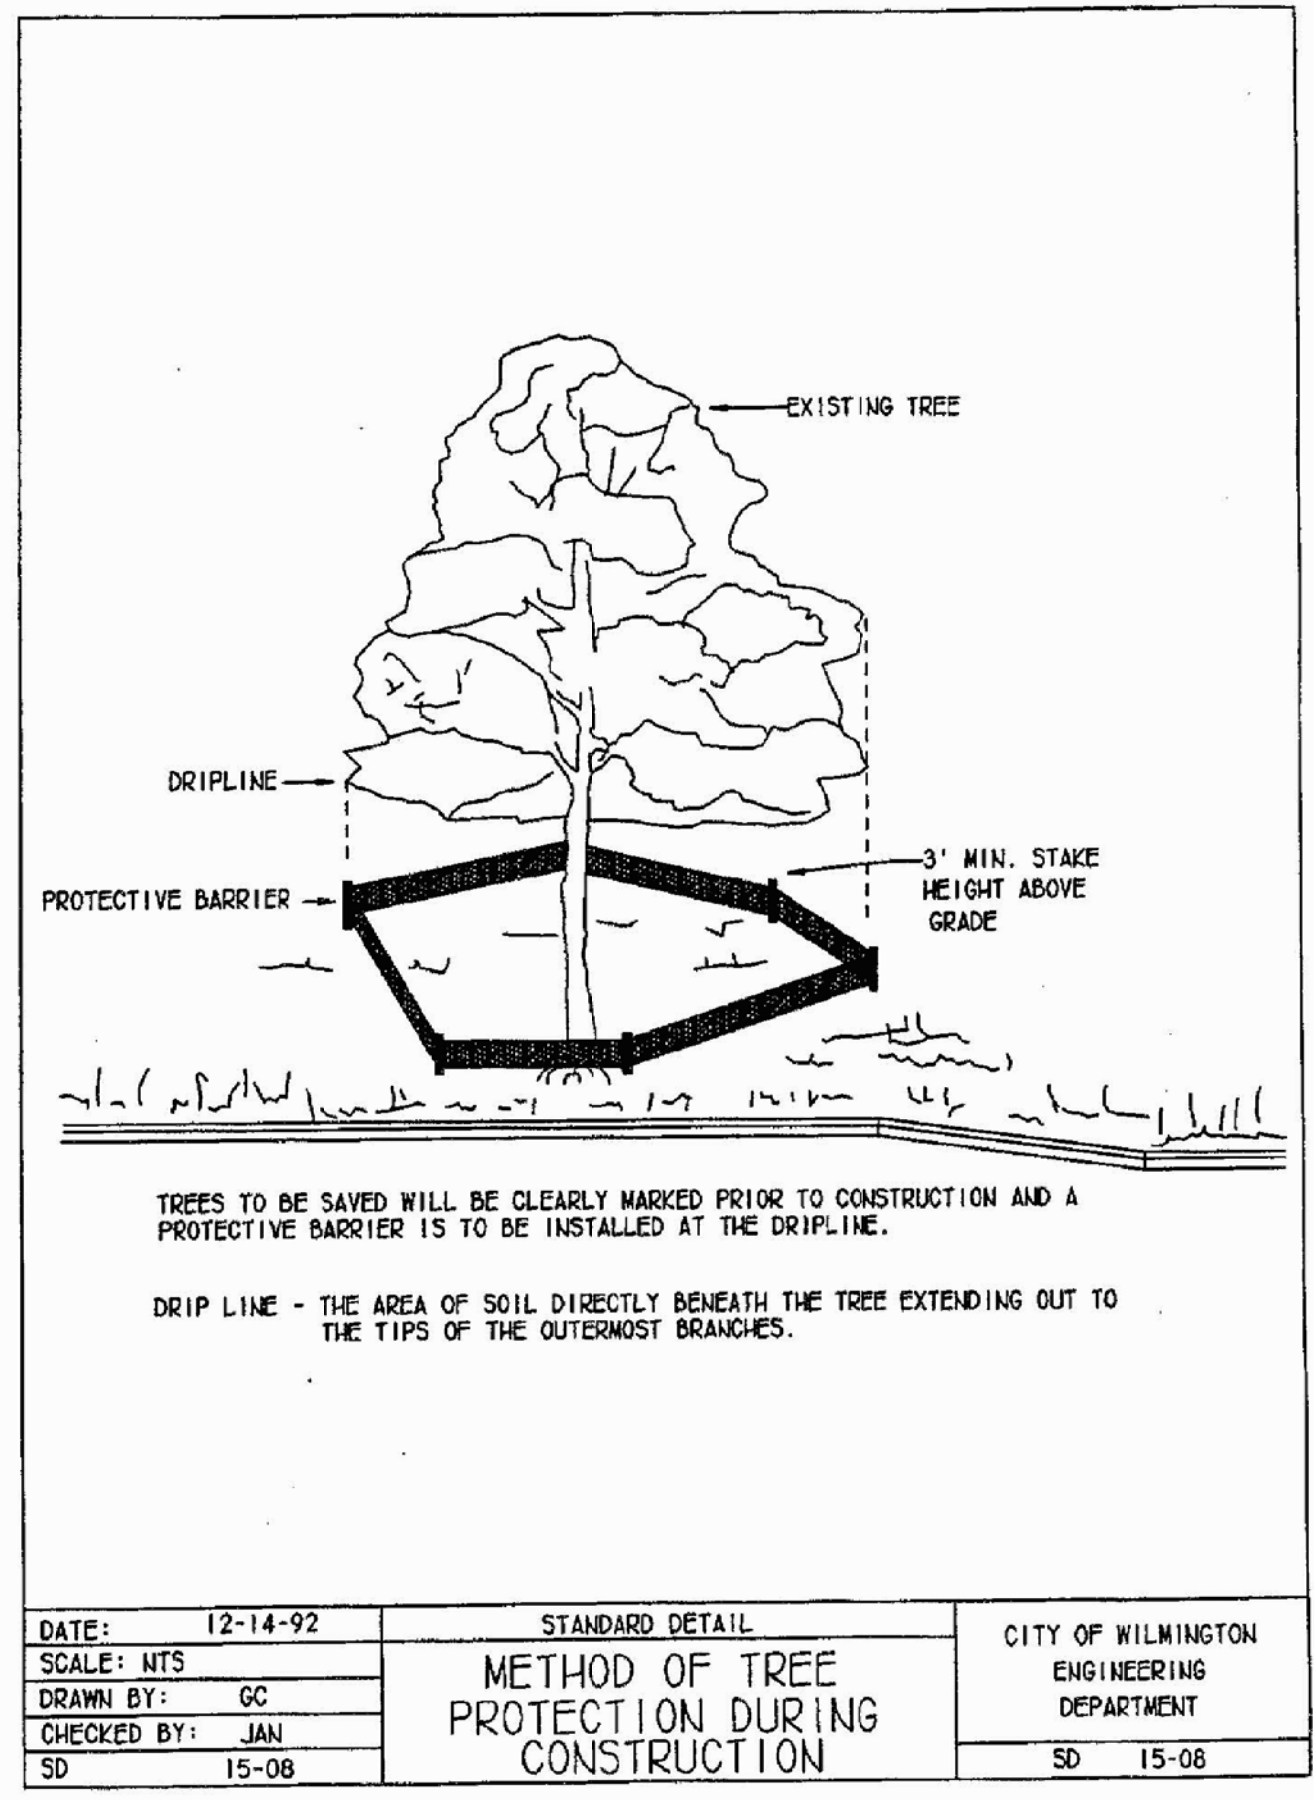 EXISTING TREE
DRIPLINE
3' MIN. STAKE
HEIGHT ABOVE
GRADE
PROTECTIVE BARRIER
TREES TO BE SAVED WILL BE CLEARLY MARKED PRIOR TO CONSTRUCTION AND A
PROTECTIVE BARRIER IS TO BE INSTALLED AT THE DRIPLINE.
DRIP LINE - THE AREA OF SOIL DIRECTLY BENEATH THE TREE EXTENDING OUT TO
THE TIPS OF THE OUTERMOST BRANCHES.
DATE: 12-14-92
SCALE: NTS
DRAWN BY: GC
CHECKED BY: JAN
SD 15-08
STANDARD DETAIL
METHOD OF TREE
PROTECTION DURING
CONSTRUCTION
CITY OF WILMINGTON
ENGINEERING
DEPARTMENT
SD 15-08